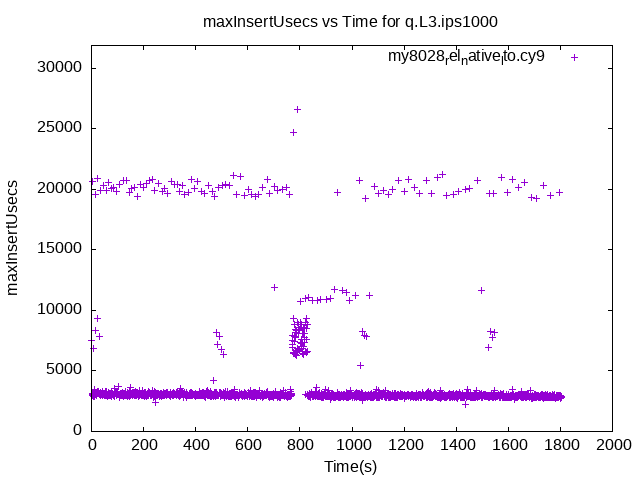 maxInsertUsecs vs Time for q.L3.ips1000
my8028relnativelto.cy9
maxInsertUsecs
30000
25000
20000
15000
10000
5000
0
0 200 400 600 800 1000 1200 1400 1600 1800 2000
Time(s)